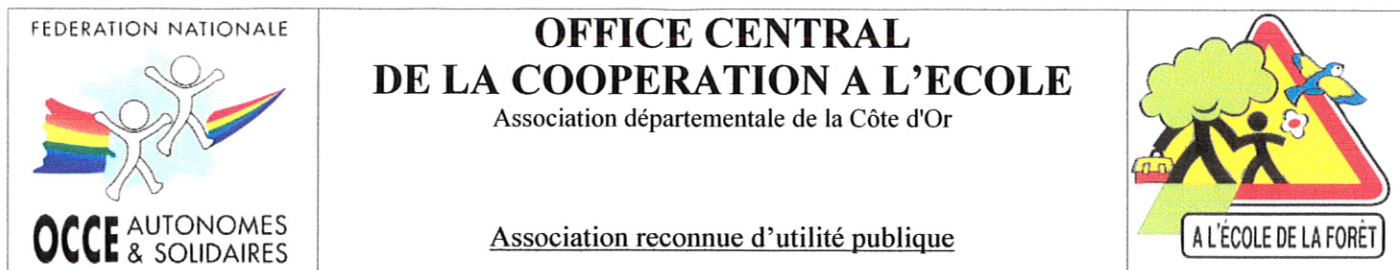 FEDERATION NATIONALE
OCCE AUTONOMES
& SOLIDAIRES
OFFICE CENTRAL
DE LA COOPERATION A L’ECOLE
Association départementale de la Côte d'Or
Association reconnue d’utilité publique
A L'ÉCOLE DE LA FORÊT